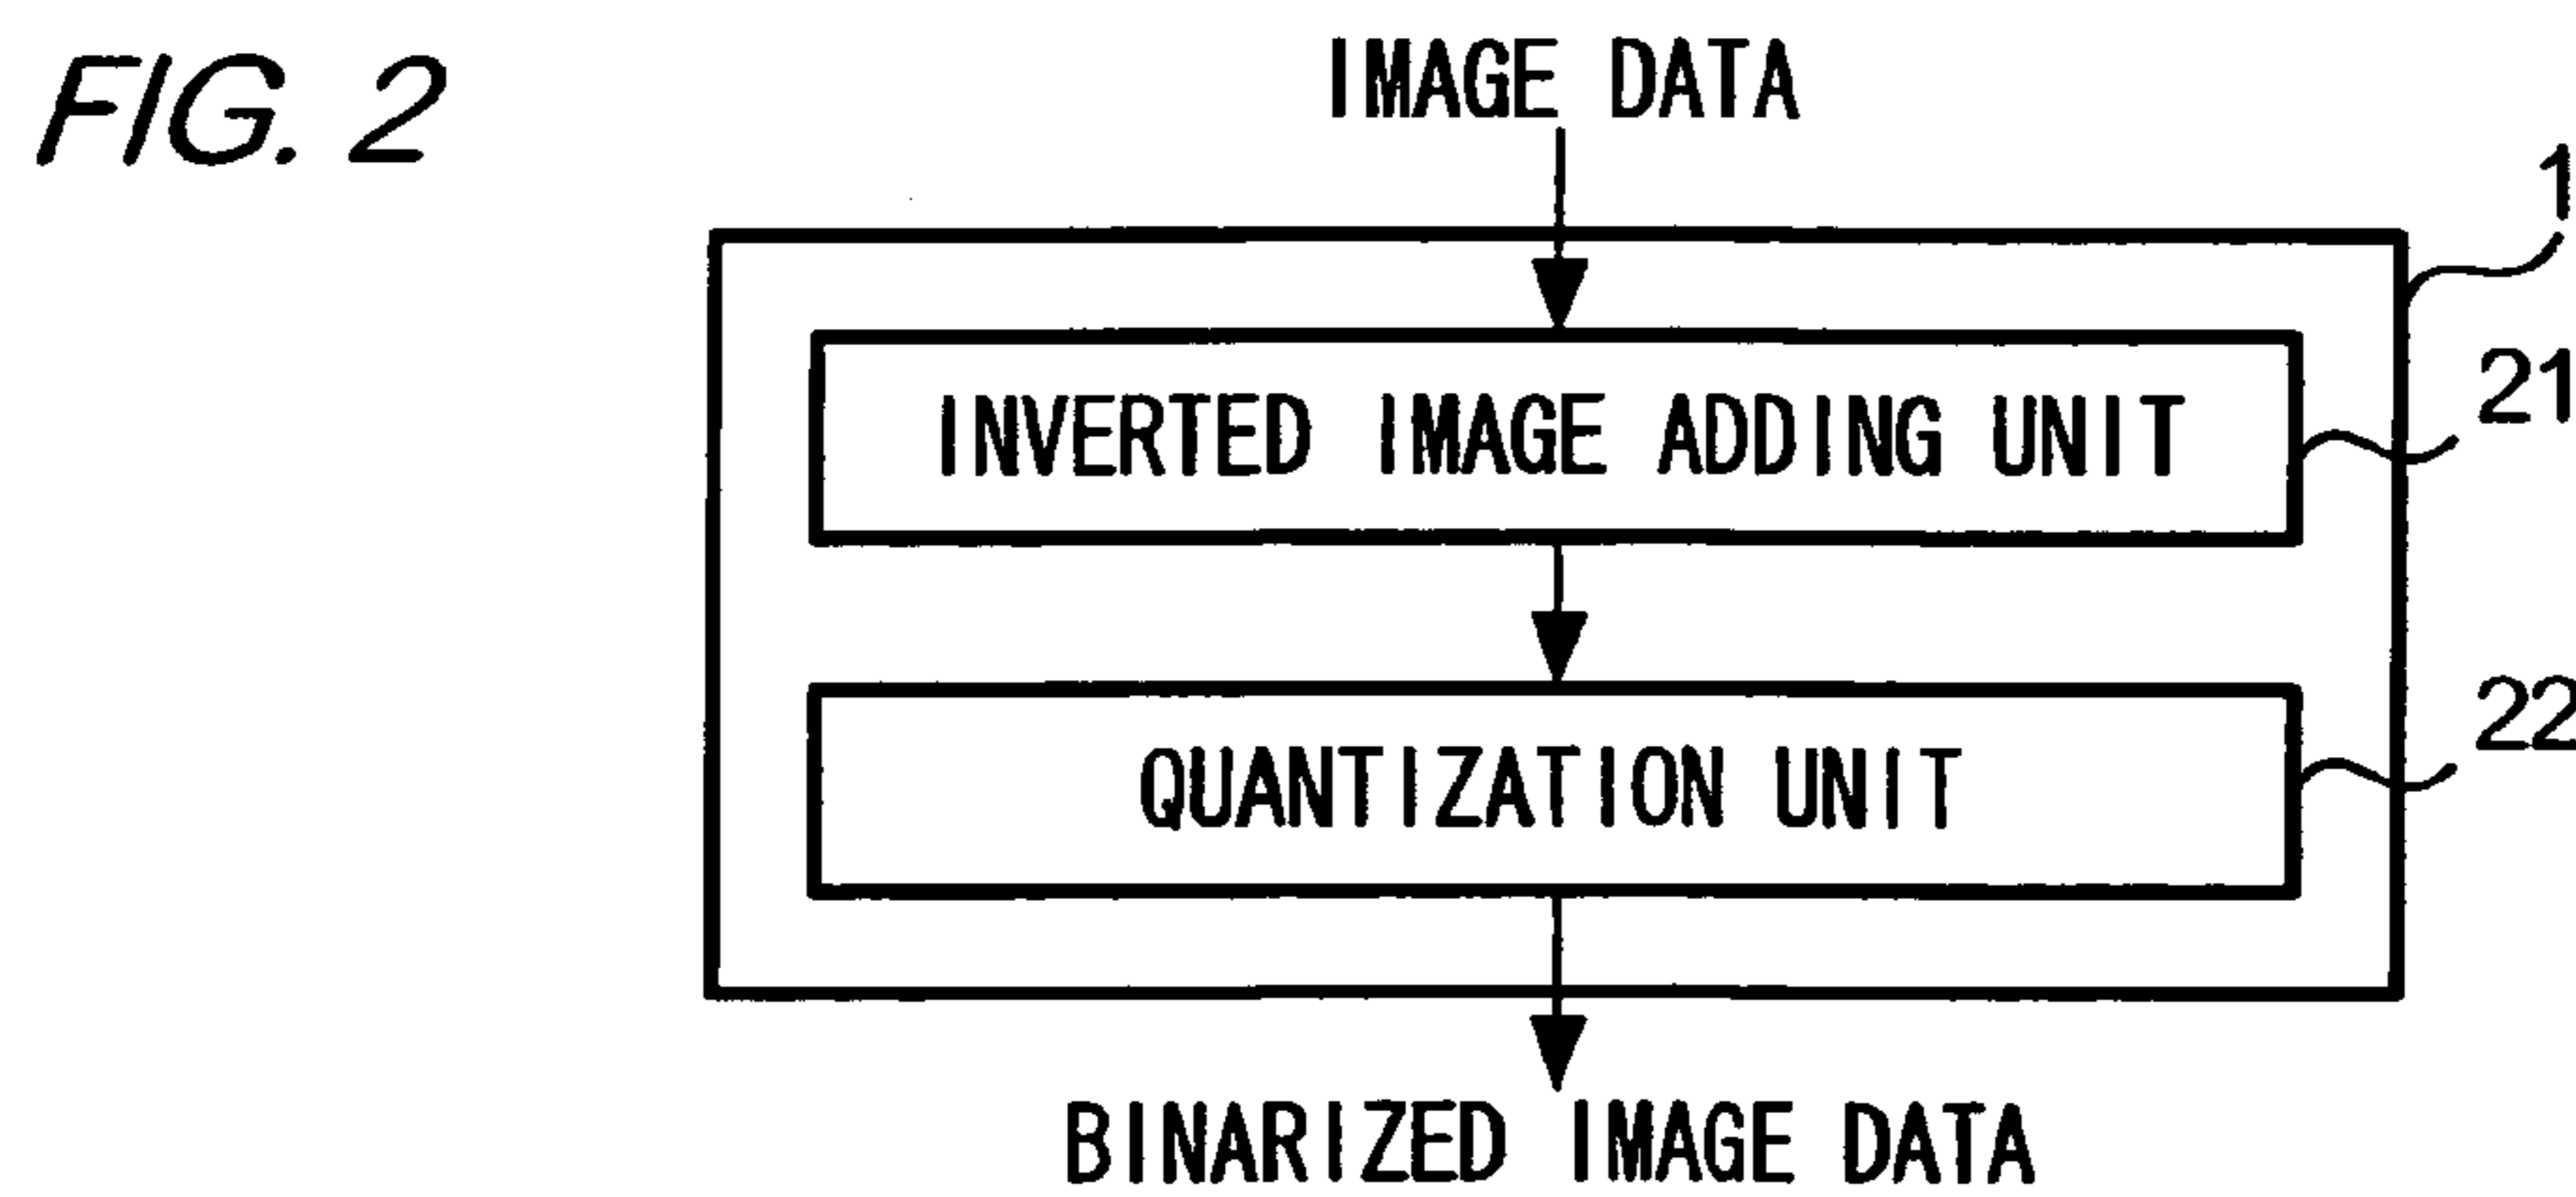 FIG. 2
IMAGE DATA
1
INVERTED IMAGE ADDING UNIT
21
QUANTIZATION UNIT
22
BINARIZED IMAGE DATA